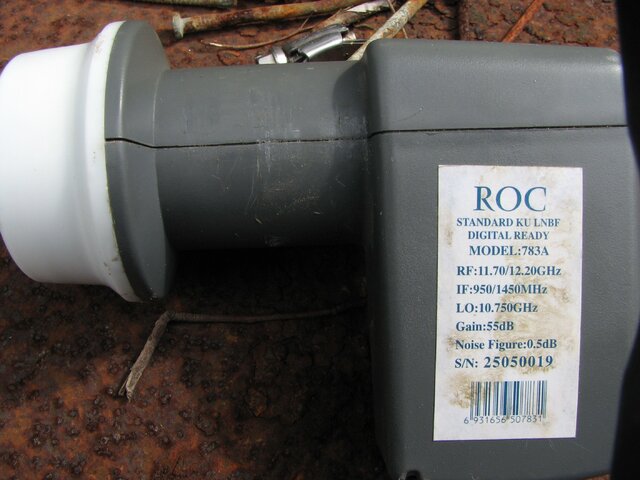 ROC
STANDARD KU LNBF
DIGITAL READY
MODEL:783A
RF:11.70/12.20GHz
IF:950/1450MHz
LO:10.750GHz
Gain:55dB
Noise Figure:0.5dB
S/N: 25050019
6 931656 507831